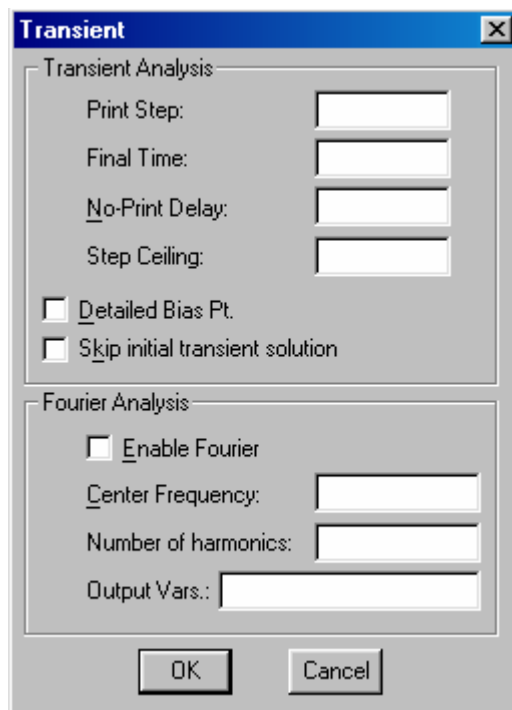 Transient
Transient Analysis
Print Step:
Final Time:
No-Print Delay:
Step Ceiling:
Detailed Bias Pt.
Skip initial transient solution
Fourier Analysis
Enable Fourier
Center Frequency:
Number of harmonics:
Output Vars.:
OK Cancel